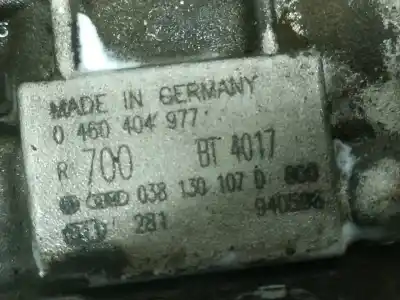 MADE IN GERMANY
0 460 404 977
R 700 BT 4017
038 130 107 D
281